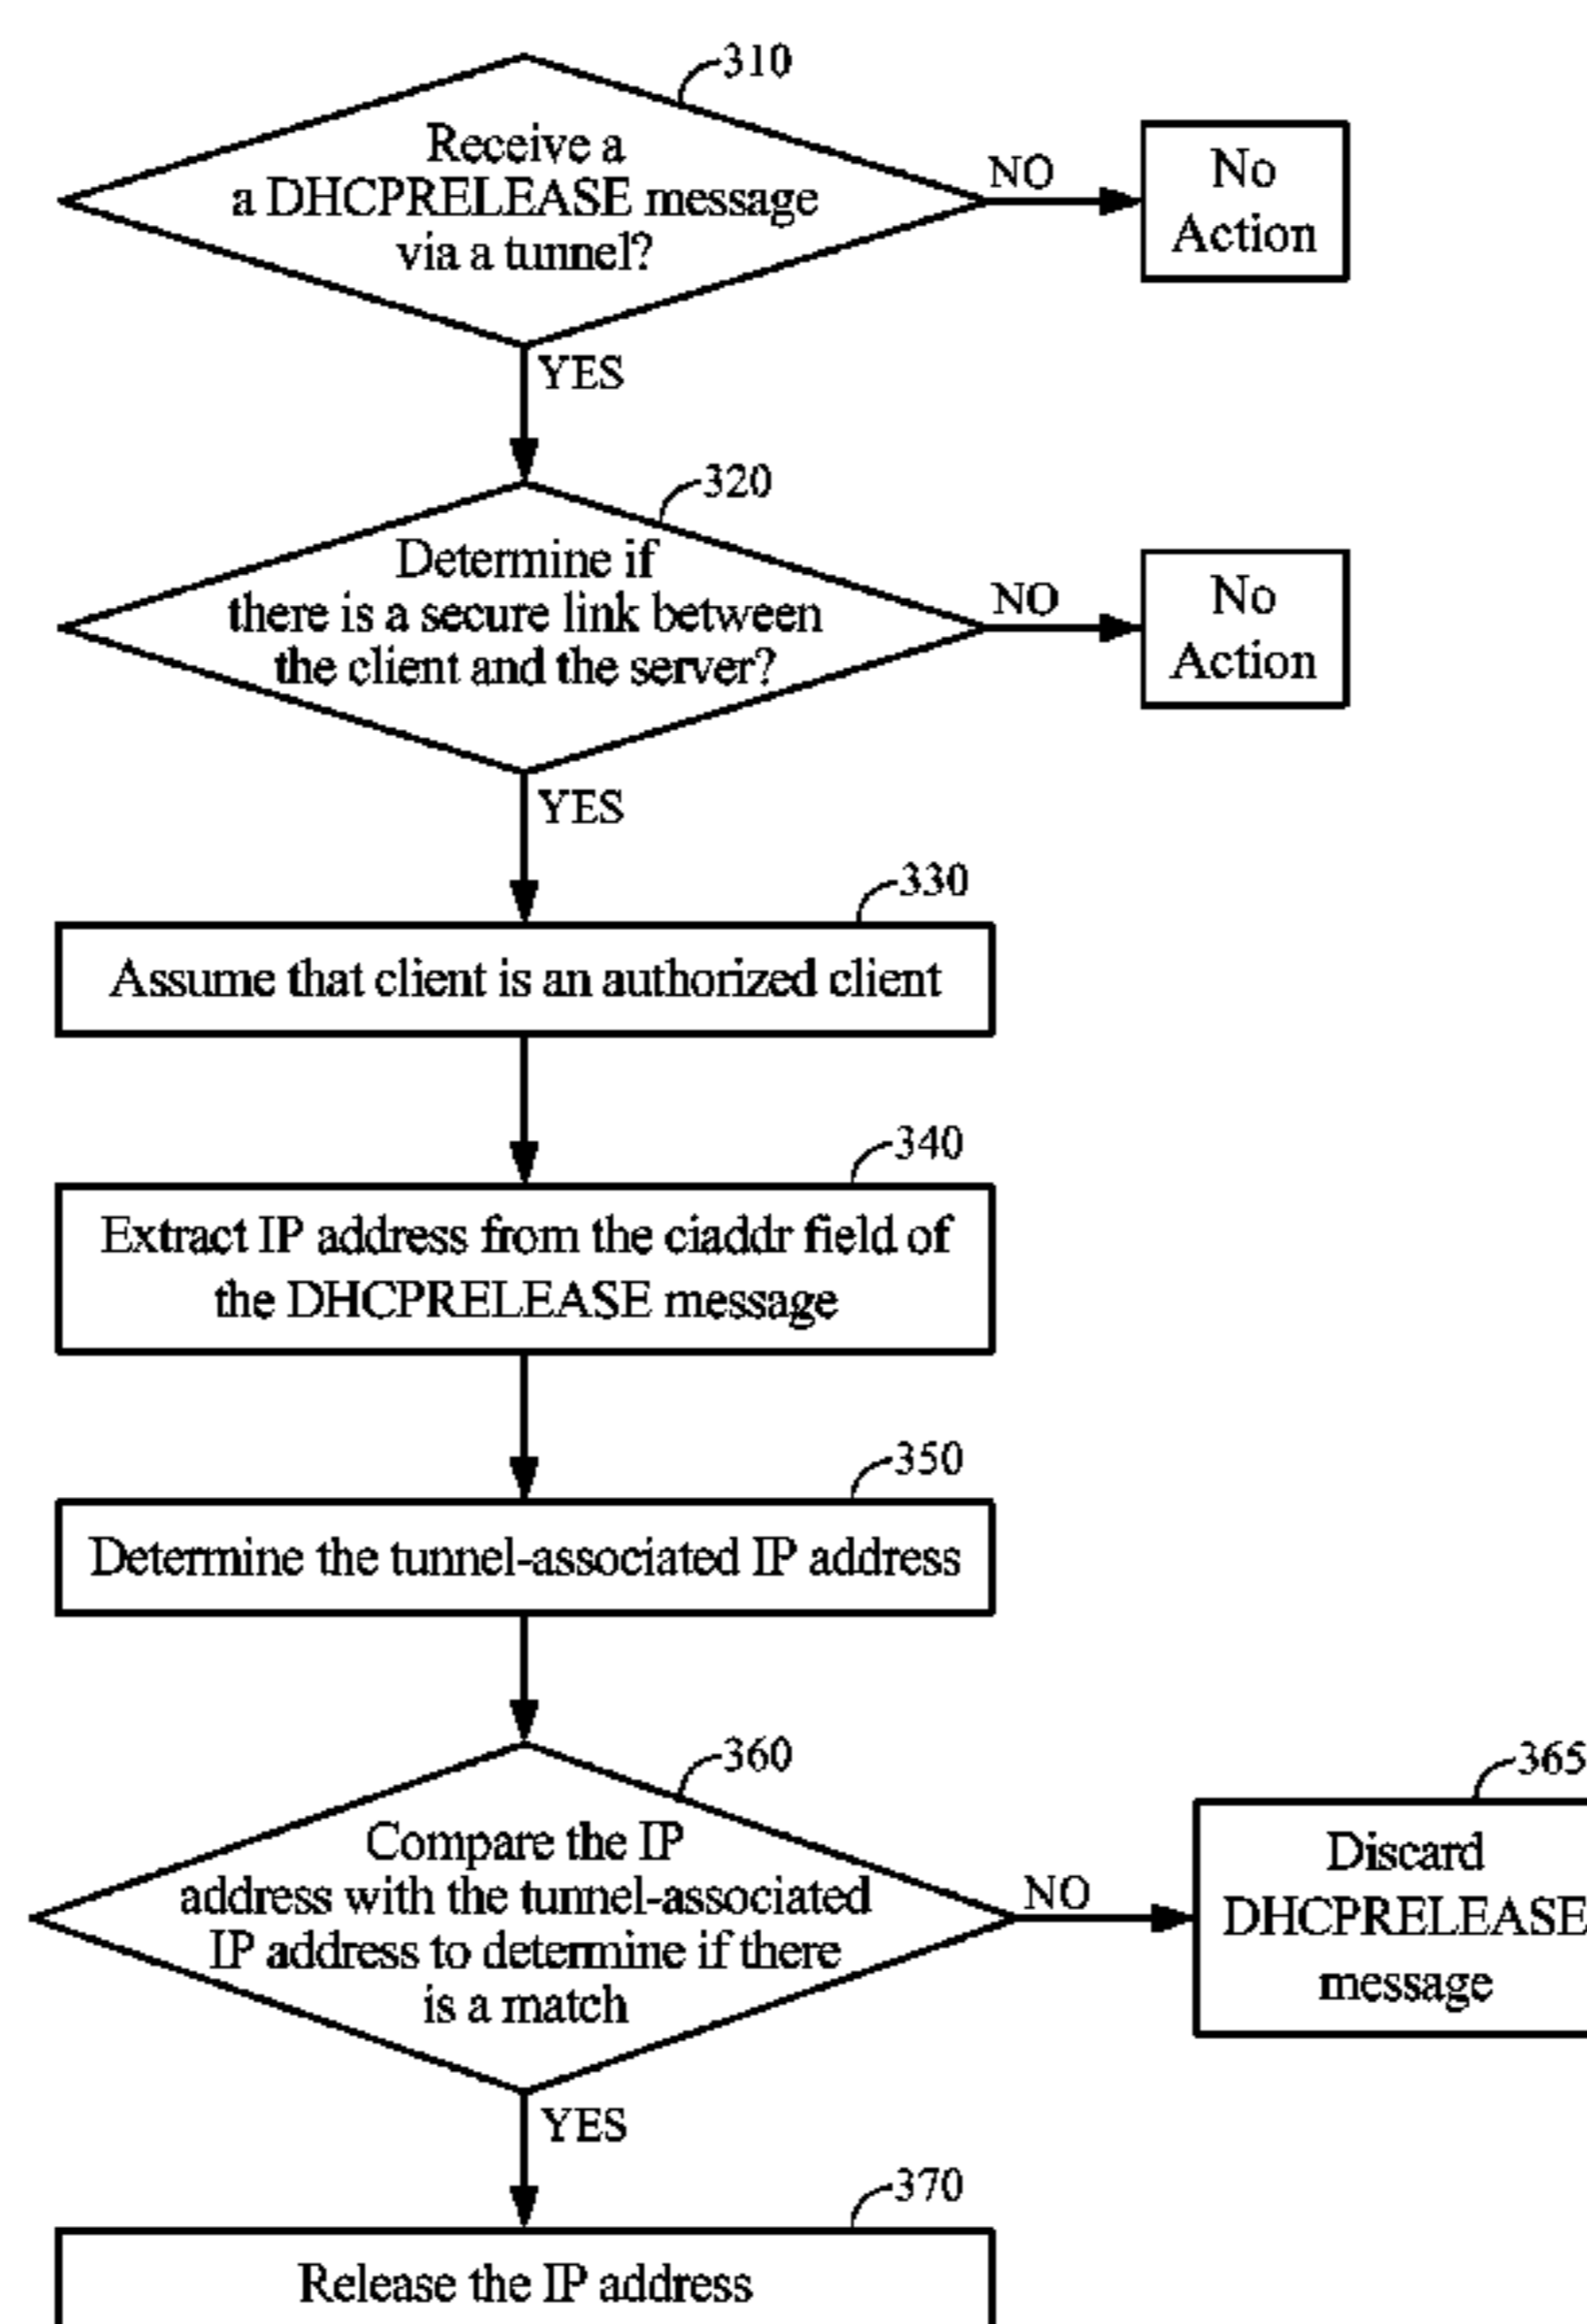 310
Receive a
a DHCPRELEASE message
via a tunnel?
NO
No
Action
YES
320
Determine if
there is a secure link between
the client and the server?
NO
No
Action
YES
330
Assume that client is an authorized client
340
Extract IP address from the ciaddr field of
the DHCPRELEASE message
350
Determine the tunnel-associated IP address
360
Compare the IP
address with the tunnel-associated
IP address to determine if there
is a match
NO
365
Discard
DHCPRELEASE
message
YES
370
Release the IP address